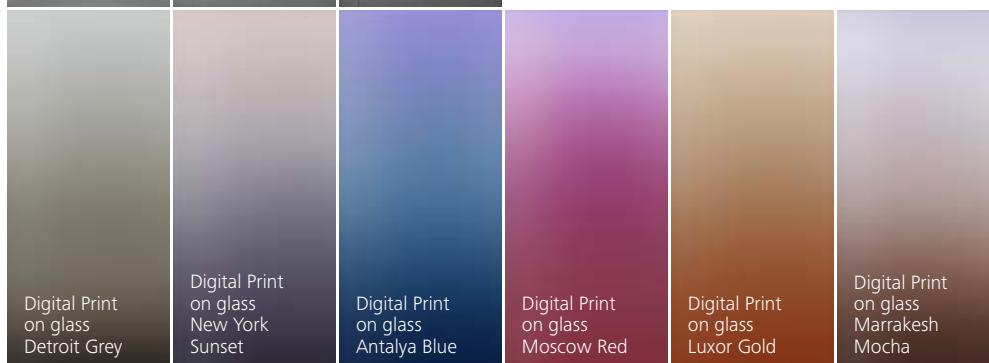 Digital Print
on glass
Detroit Grey
Digital Print
on glass
New York
Sunset
Digital Print
on glass
Antalya Blue
Digital Print
on glass
Moscow Red
Digital Print
on glass
Luxor Gold
Digital Print
on glass
Marrakesh
Mocha